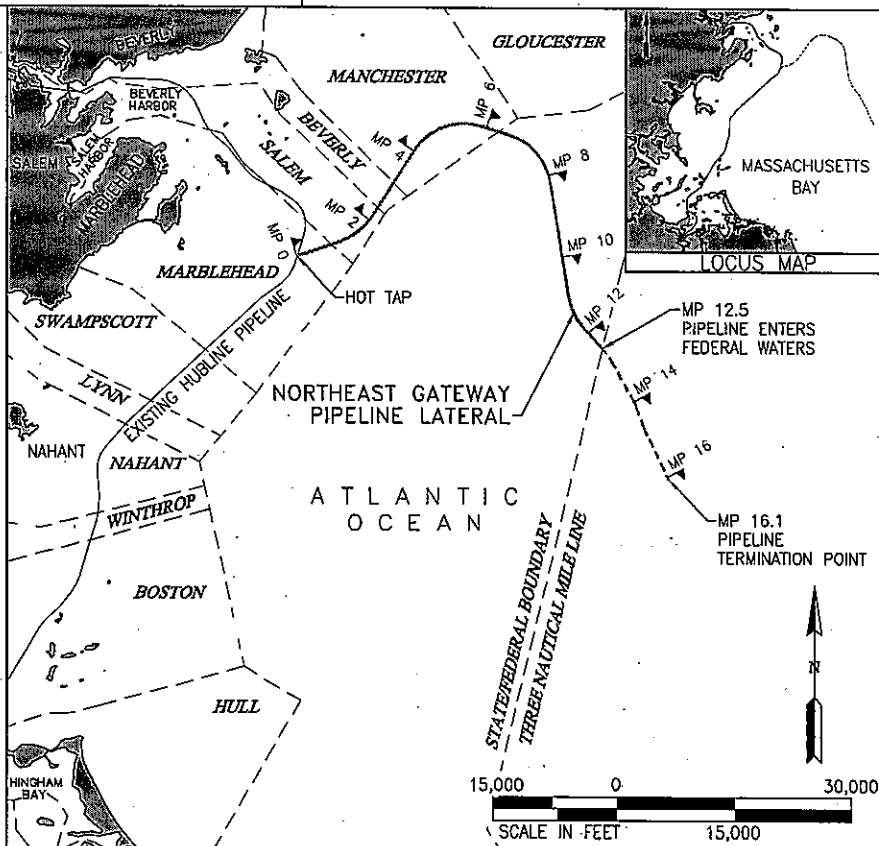 BEVERLY
GLOUCESTER
MANCHESTER
BEVERLY
HARBOR
BEVERLY
SALEM
SALEM
HARBOR
SALEM
MARBLEHEAD
MP 0
MP 2
MP 4
MP 6
MP 8
MP 10
MP 12
MASSACHUSETTS
BAY
LOCUS MAP
MARBLEHEAD
HOT TAP
SWAMPSCOTT
EXISTING HUBLINE PIPELINE
LYNN
MP 12.5
PIPELINE ENTERS
FEDERAL WATERS
NORTHEAST GATEWAY
PIPELINE LATERAL
MP 14
NAHANT
NAHANT
MP 16
WINTHROP
ATLANTIC
OCEAN
MP 16.1
PIPELINE
TERMINATION POINT
BOSTON
STATE/FEDERAL BOUNDARY
THREE NAUTICAL MILE LINE
N
HULL
HINGHAM
BAY
15,000 0 30,000
SCALE IN FEET 15,000